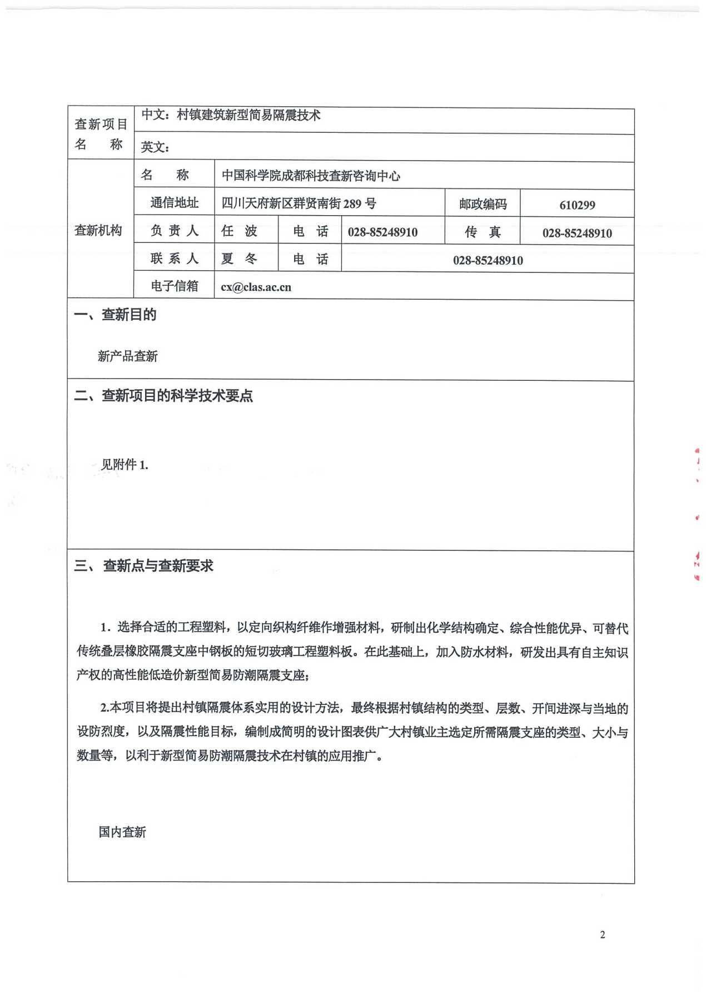 查新项目
名 称
中文：村镇建筑新型简易隔震技术
英文：
查新机构
名 称 中国科学院成都科技查新咨询中心
通信地址 四川天府新区群贤南街 289 号 邮政编码 610299
负 责 人 任 波 电 话 028-85248910 传 真 028-85248910
联 系 人 夏 冬 电 话 028-85248910
电子信箱 cx@clas.ac.cn
一、查新目的
新产品查新
二、查新项目的科学技术要点
见附件 1.
三、 查新点与查新要求
1．选择合适的工程塑料，以定向织构纤维作增强材料，研制出化学结构确定、综合性能优异、可替代
传统叠层橡胶隔震支座中钢板的短切玻璃工程塑料板。在此基础上，加入防水材料，研发出具有自主知识
产权的高性能低造价新型简易防潮隔震支座；
2.本项目将提出村镇隔震体系实用的设计方法，最终根据村镇结构的类型、层数、开间进深与当地的
设防烈度，以及隔震性能目标，编制成简明的设计图表供广大村镇业主选定所需隔震支座的类型、大小与
数量等，以利于新型简易防潮隔震技术在村镇的应用推广。
国内查新
2